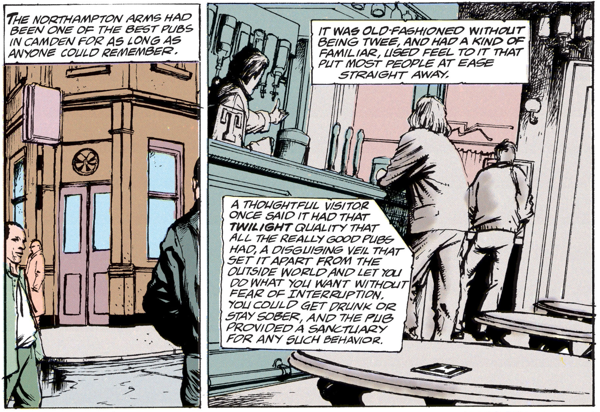 THE NORTHAMPTON ARMS HAD
BEEN ONE OF THE BEST PUBS
IN CAMDEN FOR AS LONG AS
ANYONE COULD REMEMBER.
IT WAS OLD-FASHIONED WITHOUT
BEING TWEE, AND HAD A KIND OF
FAMILIAR, USED FEEL TO IT THAT
PUT MOST PEOPLE AT EASE
STRAIGHT AWAY.
T
A THOUGHTFUL VISITOR
ONCE SAID IT HAD THAT
TWILIGHT QUALITY THAT
ALL THE REALLY GOOD PUBS
HAD, A DISGUISING VEIL THAT
SET IT APART FROM THE
OUTSIDE WORLD AND LET YOU
DO WHAT YOU WANT WITHOUT
FEAR OF INTERRUPTION.
YOU COULD GET DRUNK OR
STAY SOBER, AND THE PUB
PROVIDED A SANCTUARY
FOR ANY SUCH BEHAVIOR.